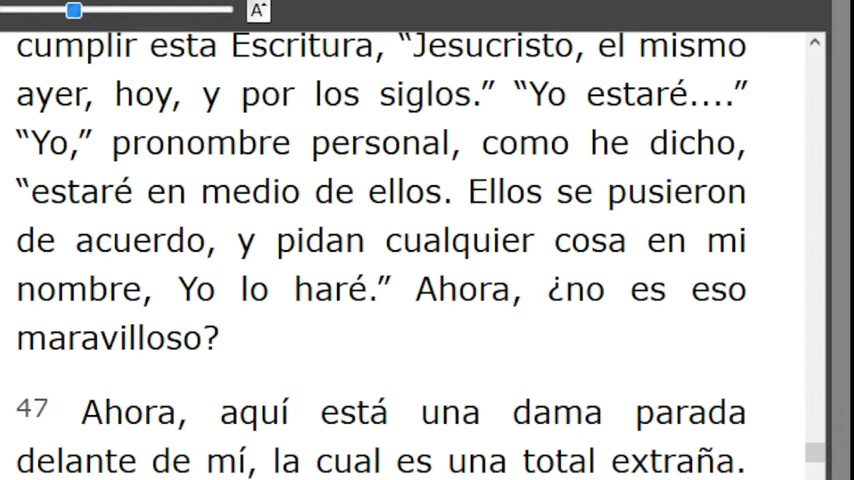 A
cumplir esta Escritura, “Jesucristo, el mismo
ayer, hoy, y por los siglos.” “Yo estaré....”
“Yo,” pronombre personal, como he dicho,
“estaré en medio de ellos. Ellos se pusieron
de acuerdo, y pidan cualquier cosa en mi
nombre, Yo lo haré.” Ahora, ¿no es eso
maravilloso?
47 Ahora, aquí está una dama parada
delante de mí, la cual es una total extraña.